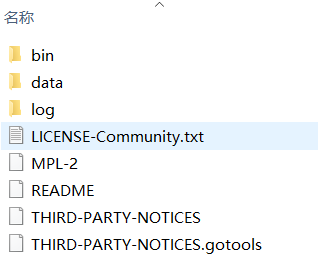 名称
bin
data
log
LICENSE-Community.txt
MPL-2
README
THIRD-PARTY-NOTICES
THIRD-PARTY-NOTICES.gotools